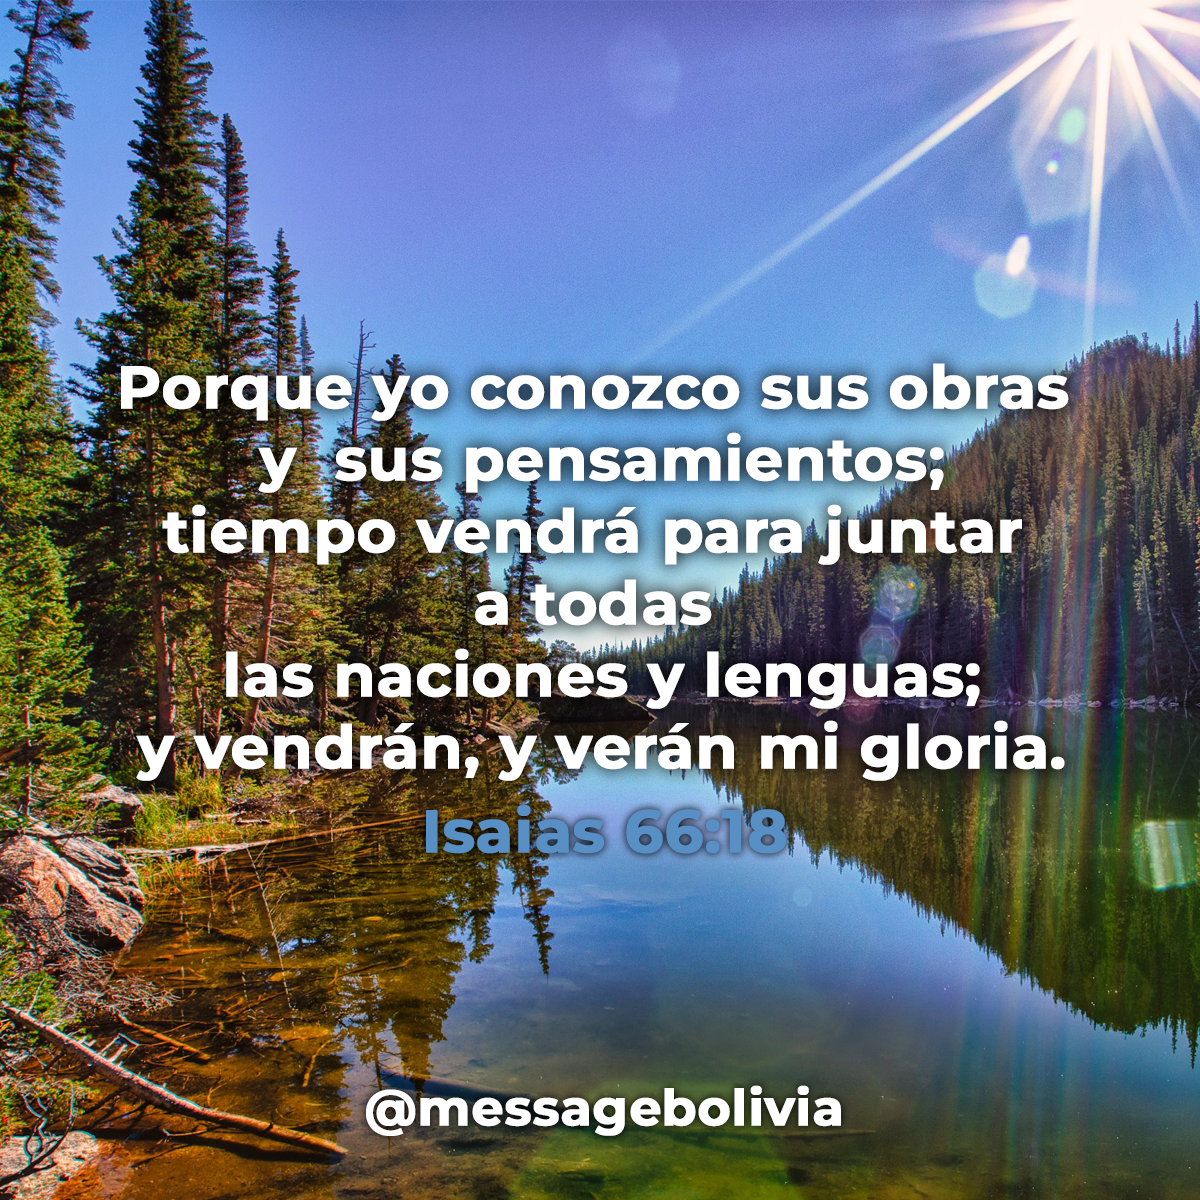 Porque yo conozco sus obras
y sus pensamientos;
tiempo vendrá para juntar
a todas
las naciones y lenguas;
y vendrán, y verán mi gloria.
Isaias 66:18
@messagebolivia